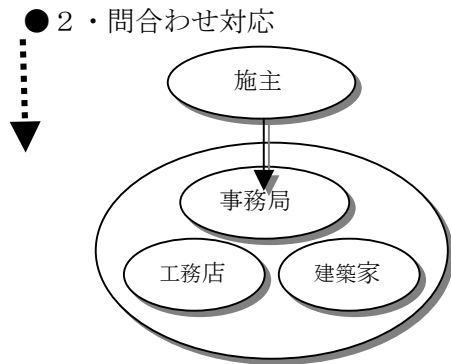 ●２・問合わせ対応
施主
事務局
工務店
建築家